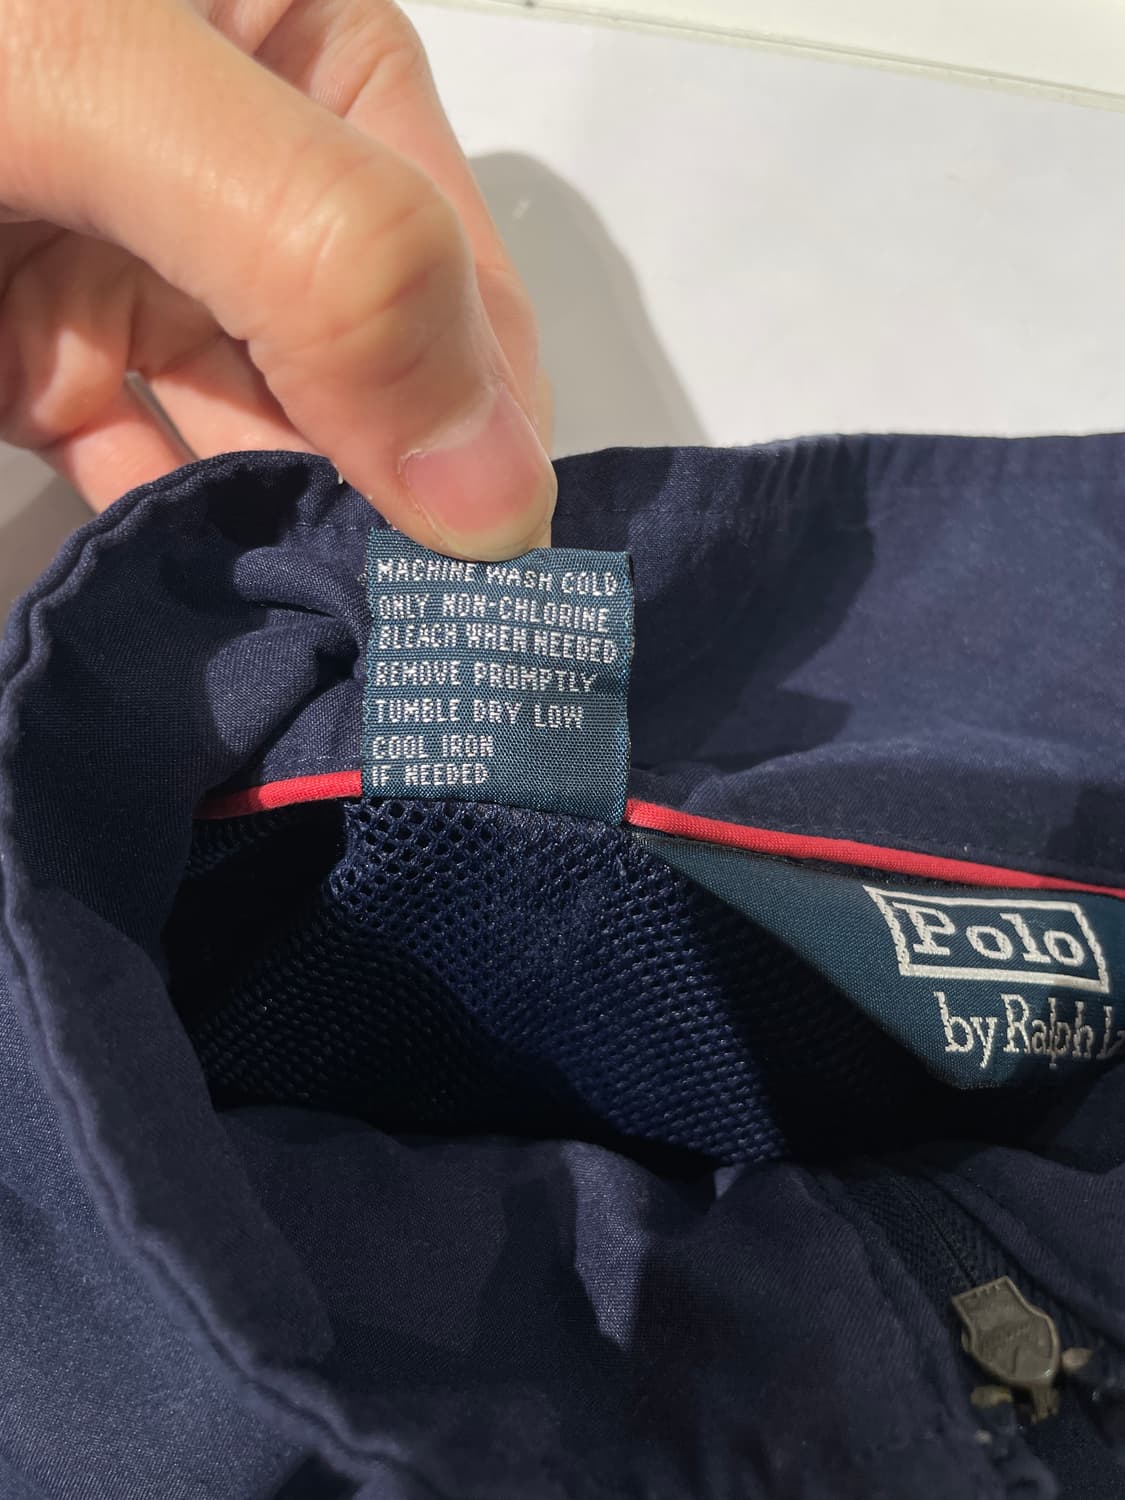 MACHINE WASH COLD
ONLY NON-CHLORINE
BLEACH WHEN NEEDED
REMOVE PROMPTLY
TUMBLE DRY LOW
COOL IRON
IF NEEDED
Polo
by Ralph